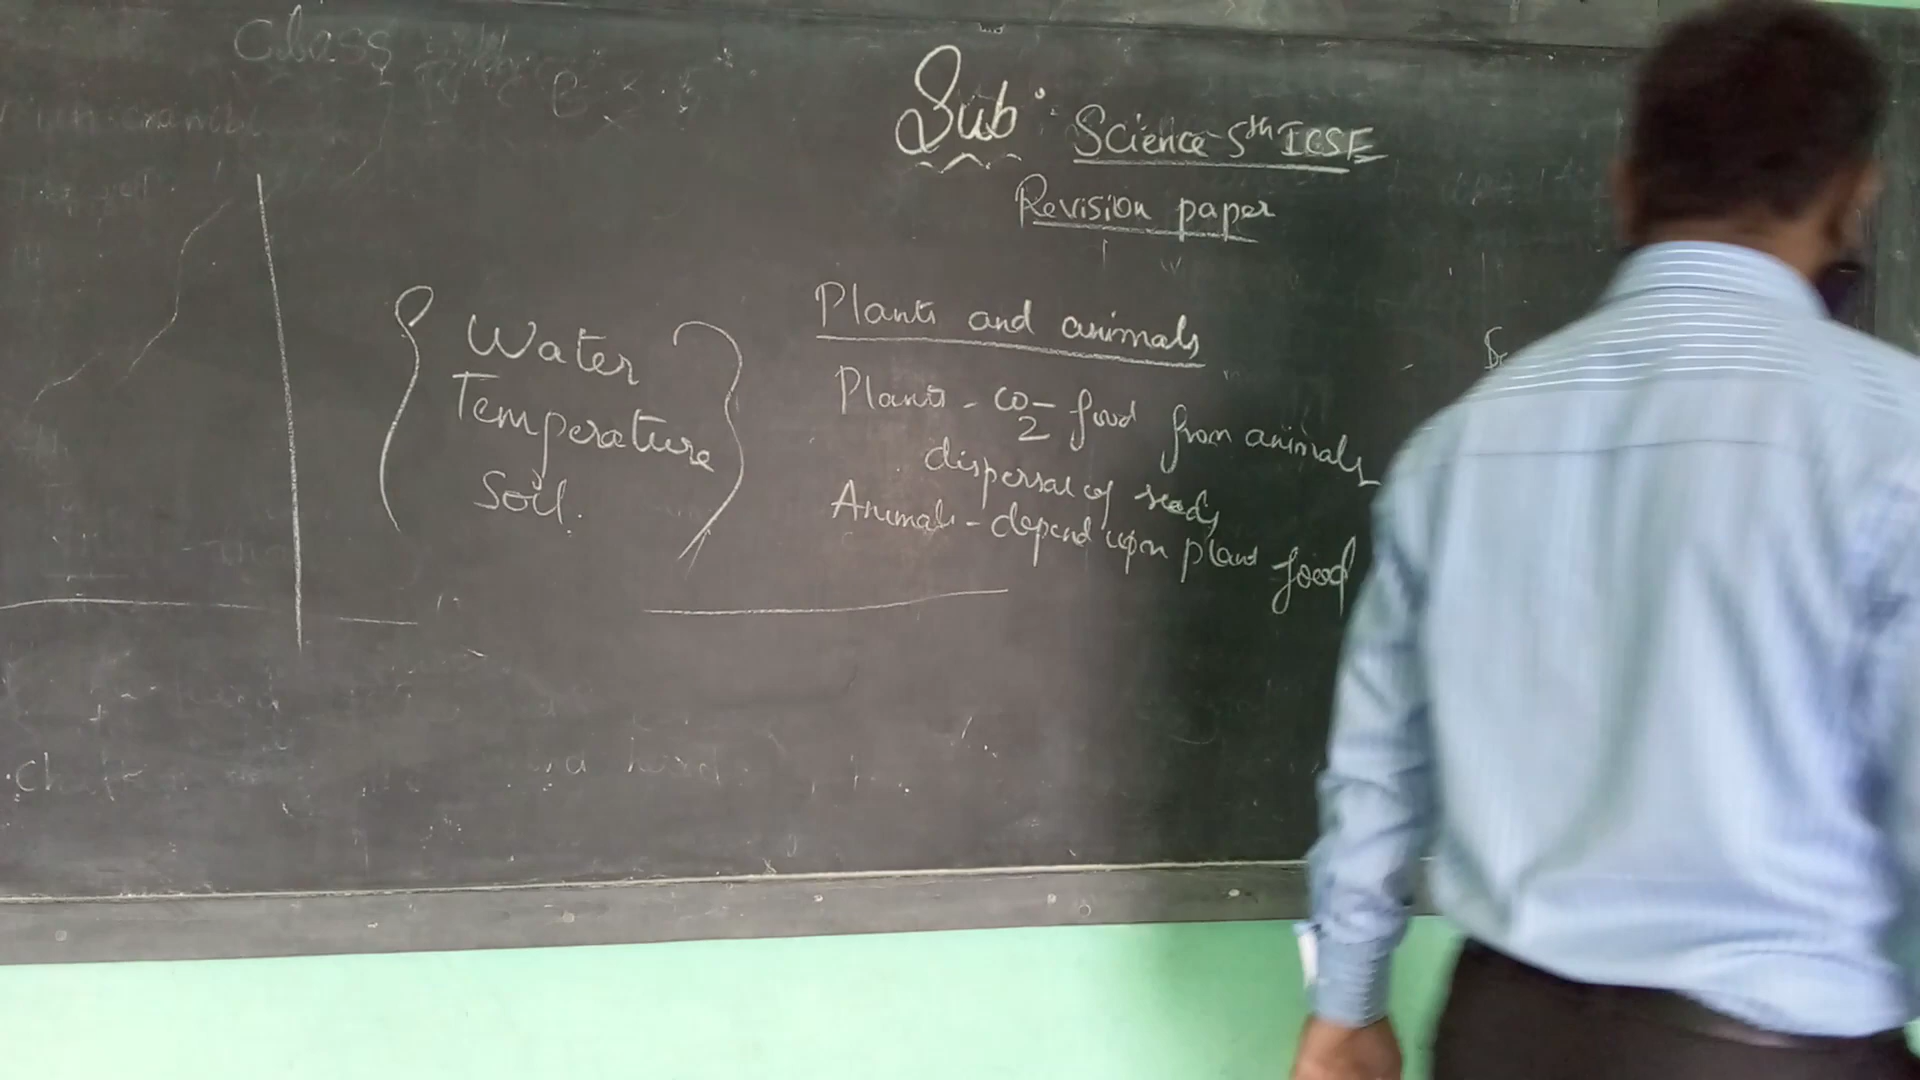 Class
Sub: Science 5th ICSE
Revision paper
Water
Temperature
Soil.
Plants and animals
Plants - CO2 - food from animals
dispersal of seeds
Animals - depend upon plant food